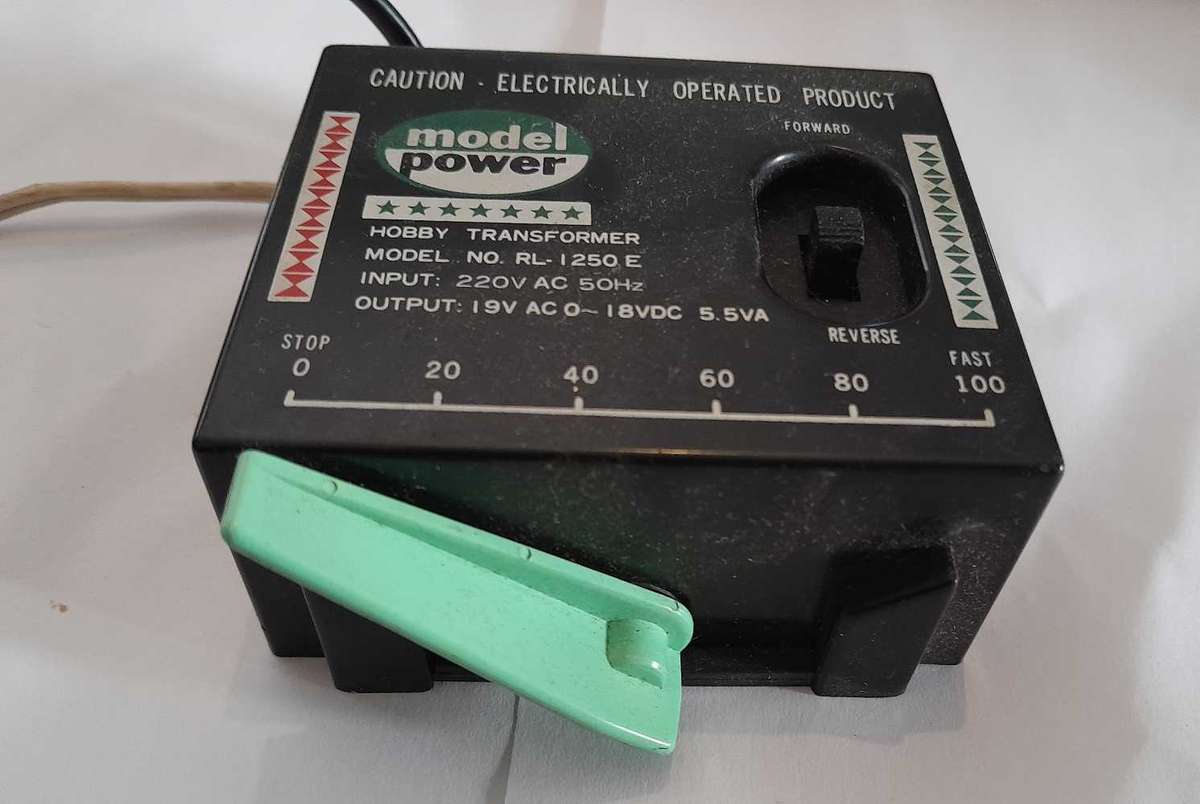 CAUTION - ELECTRICALLY OPERATED PRODUCT
FORWARD
model
power
HOBBY TRANSFORMER
MODEL NO. RL-1250 E
INPUT: 220V AC 50Hz
OUTPUT: 19V AC 0~18VDC 5.5VA
REVERSE
STOP FAST
0 20 40 60 80 100